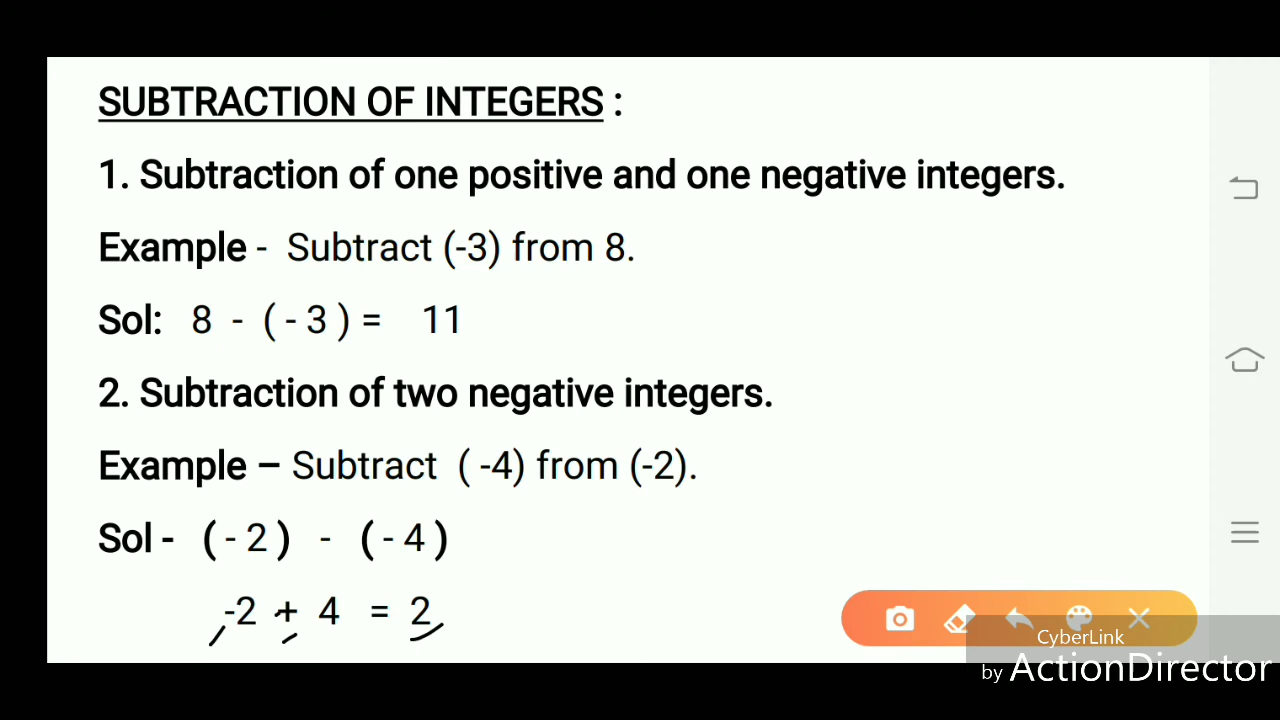 SUBTRACTION OF INTEGERS :
1. Subtraction of one positive and one negative integers.
Example - Subtract (-3) from 8.
Sol: 8 - ( - 3 ) = 11
2. Subtraction of two negative integers.
Example – Subtract ( -4) from (-2).
Sol - ( - 2 ) - ( - 4 )
-2 + 4 = 2
CyberLink
by ActionDirector